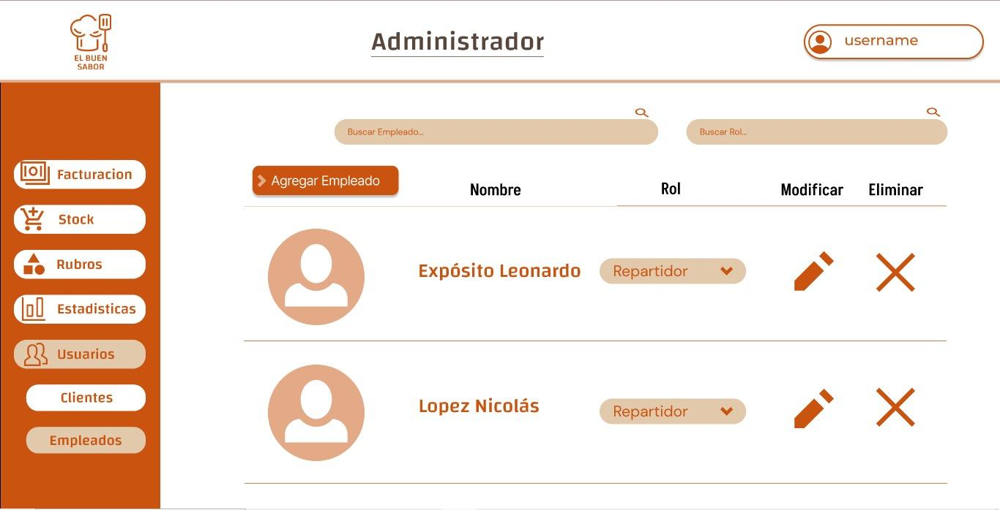 EL BUEN
SABOR
Administrador
username
Buscar Empleado...
Buscar Rol...
Facturacion
Stock
Rubros
Estadisticas
Usuarios
Clientes
Empleados
Agregar Empleado
Nombre
Rol
Modificar
Eliminar
Expósito Leonardo
Repartidor
Lopez Nicolás
Repartidor